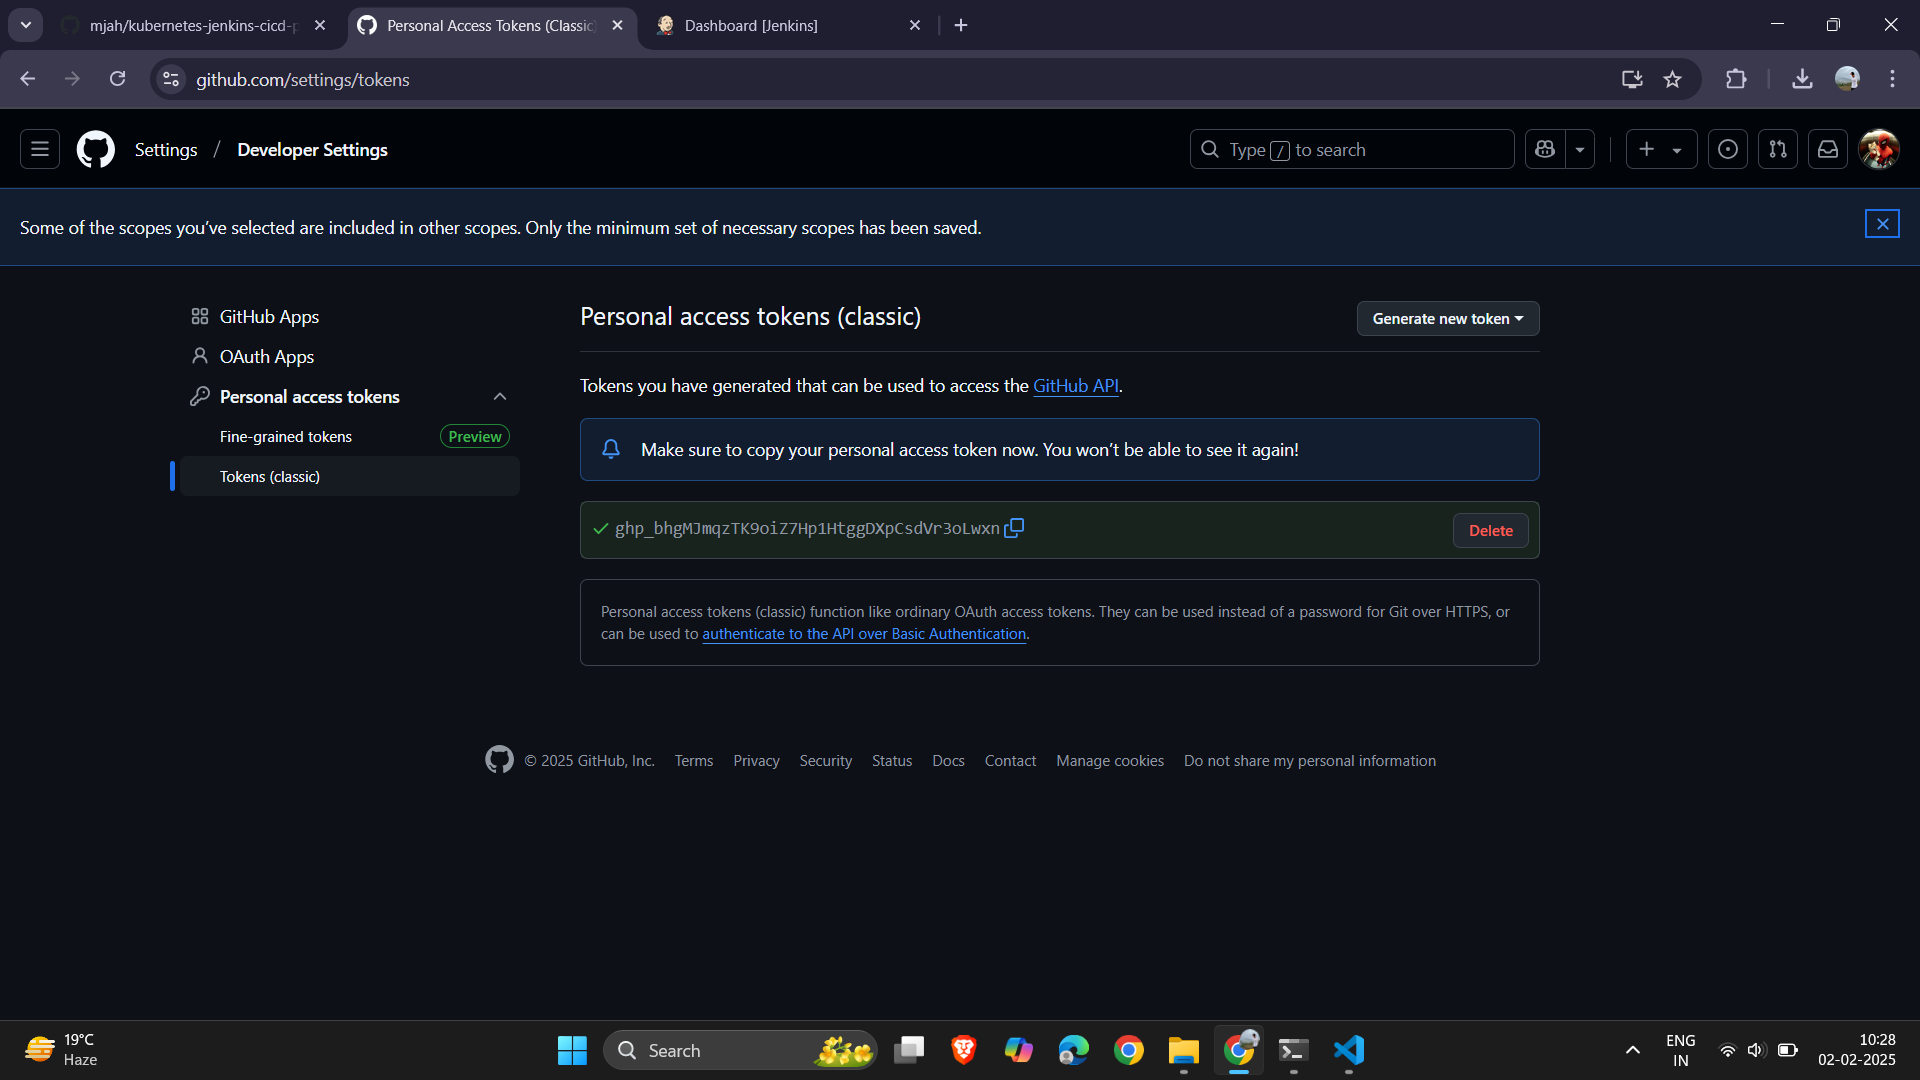 mjah/kubernetes-jenkins-cicd-p
Personal Access Tokens (Classic
Dashboard [Jenkins]
github.com/settings/tokens
Settings / Developer Settings
Type / to search
Some of the scopes you’ve selected are included in other scopes. Only the minimum set of necessary scopes has been saved.
GitHub Apps
OAuth Apps
Personal access tokens
Fine-grained tokens Preview
Tokens (classic)
Personal access tokens (classic)
Generate new token
Tokens you have generated that can be used to access the GitHub API.
Make sure to copy your personal access token now. You won’t be able to see it again!
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
Delete
Personal access tokens (classic) function like ordinary OAuth access tokens. They can be used instead of a password for Git over HTTPS, or
can be used to authenticate to the API over Basic Authentication.
© 2025 GitHub, Inc. Terms Privacy Security Status Docs Contact Manage cookies Do not share my personal information
19°C
Haze
Search
ENG
IN
10:28
02-02-2025